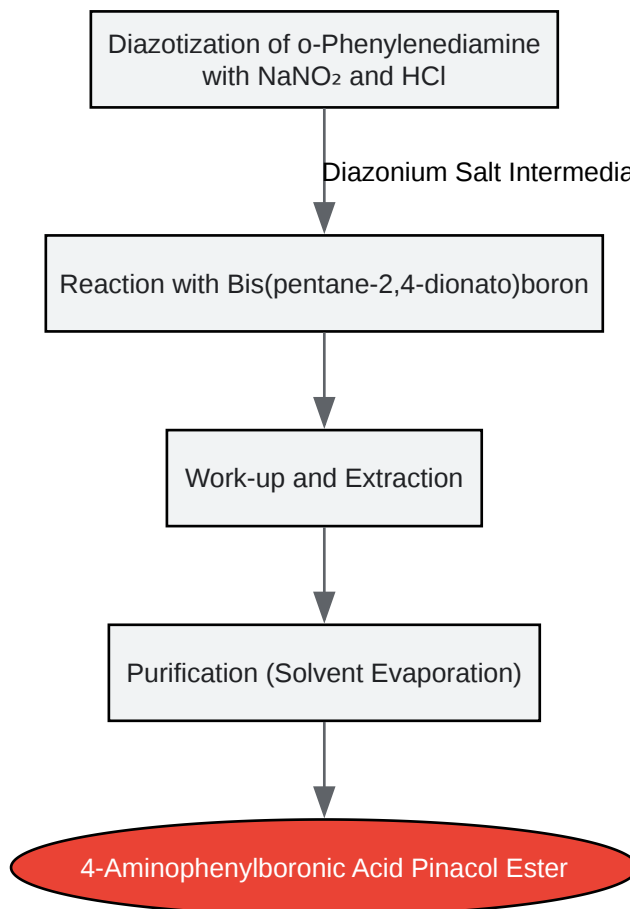 Diazotization of o-Phenylenediamine
with NaNO₂ and HCl
Diazonium Salt Intermedia
Reaction with Bis(pentane-2,4-dionato)boron
Work-up and Extraction
Purification (Solvent Evaporation)
4-Aminophenylboronic Acid Pinacol Ester